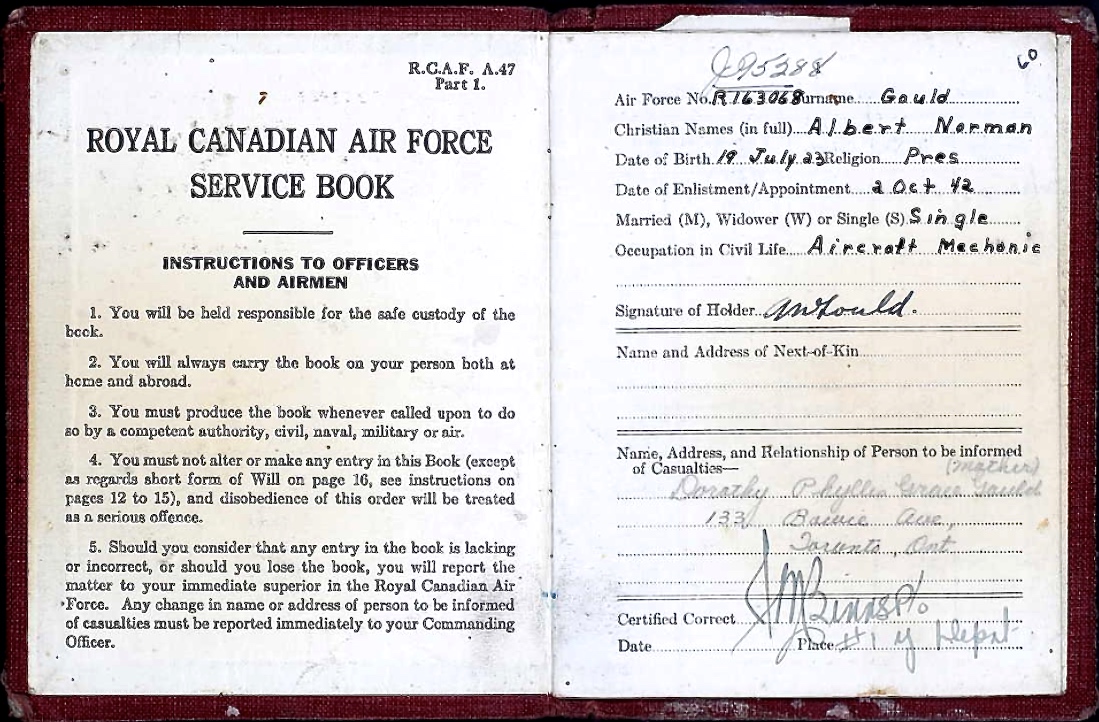 R.C.A.F. A.47
Part 1.
7
ROYAL CANADIAN AIR FORCE
SERVICE BOOK
INSTRUCTIONS TO OFFICERS
AND AIRMEN
1. You will be held responsible for the safe custody of the
book.
2. You will always carry the book on your person both at
home and abroad.
3. You must produce the book whenever called upon to do
so by a competent authority, civil, naval, military or air.
4. You must not alter or make any entry in this Book (except
as regards short form of Will on page 16, see instructions on
pages 12 to 15), and disobedience of this order will be treated
as a serious offence.
5. Should you consider that any entry in the book is lacking
or incorrect, or should you lose the book, you will report the
matter to your immediate superior in the Royal Canadian Air
Force. Any change in name or address of person to be informed
of casualties must be reported immediately to your Commanding
Officer.
60
J95388
Air Force No. R163068 Surname Gauld
Christian Names (in full) Albert Norman
Date of Birth 19 July 23 Religion Pres
Date of Enlistment/Appointment 2 Oct 42
Married (M), Widower (W) or Single (S) Single
Occupation in Civil Life Aircraft Mechanic
Signature of Holder ANGould.
Name and Address of Next-of-Kin
Name, Address, and Relationship of Person to be informed
of Casualties— (mother)
Dorothy Phyllis Grace Gauld
133 Bowie Ave,
Toronto, Ont
Certified Correct Binns P/o
Date Place #1 Y Depot